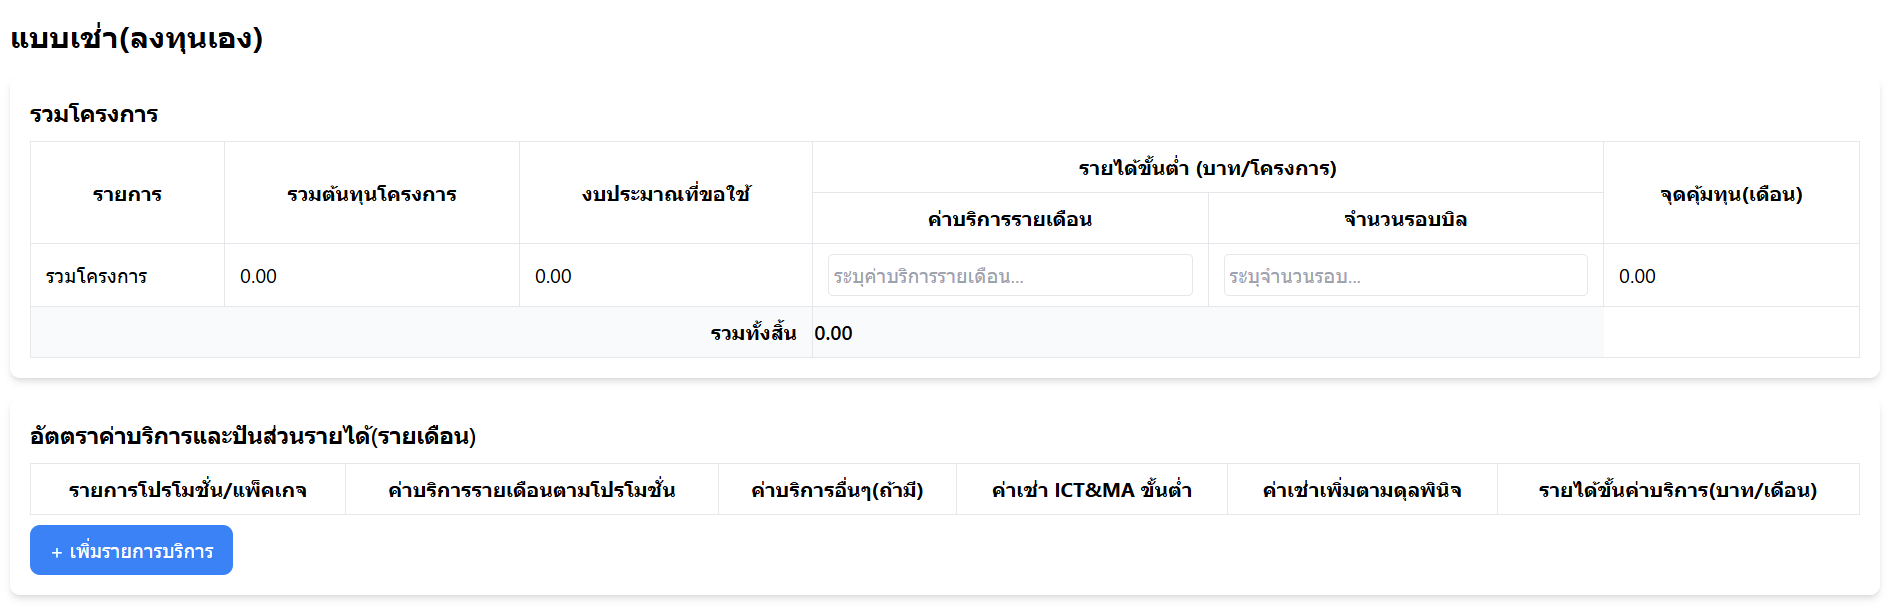 แบบเช่า(ลงทุนเอง)
รวมโครงการ
รายการ รวมต้นทุนโครงการ งบประมาณที่ขอใช้ รายได้ขั้นต่ำ (บาท/โครงการ) จุดคุ้มทุน(เดือน)
ค่าบริการรายเดือน จำนวนรอบบิล
รวมโครงการ 0.00 0.00 ระบุค่าบริการรายเดือน... ระบุจำนวนรอบ... 0.00
รวมทั้งสิ้น 0.00
อัตตราค่าบริการและปันส่วนรายได้(รายเดือน)
รายการโปรโมชั่น/แพ็คเกจ ค่าบริการรายเดือนตามโปรโมชั่น ค่าบริการอื่นๆ(ถ้ามี) ค่าเช่า ICT&MA ขั้นต่ำ ค่าเช่าเพิ่มตามดุลพินิจ รายได้ขั้นค่าบริการ(บาท/เดือน)
+ เพิ่มรายการบริการ